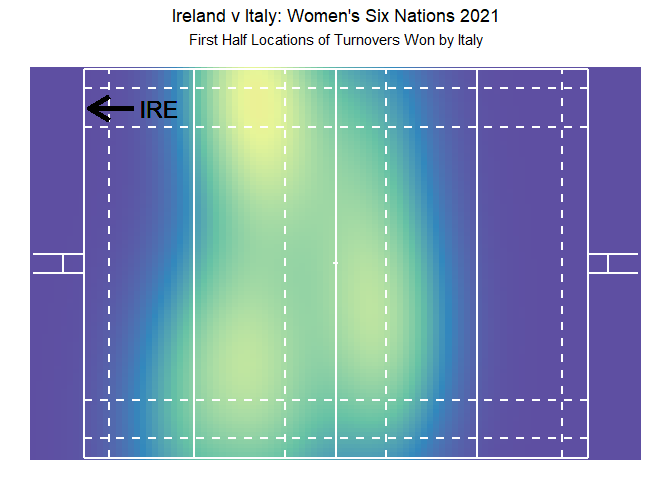 Ireland v Italy: Women's Six Nations 2021
First Half Locations of Turnovers Won by Italy
IRE